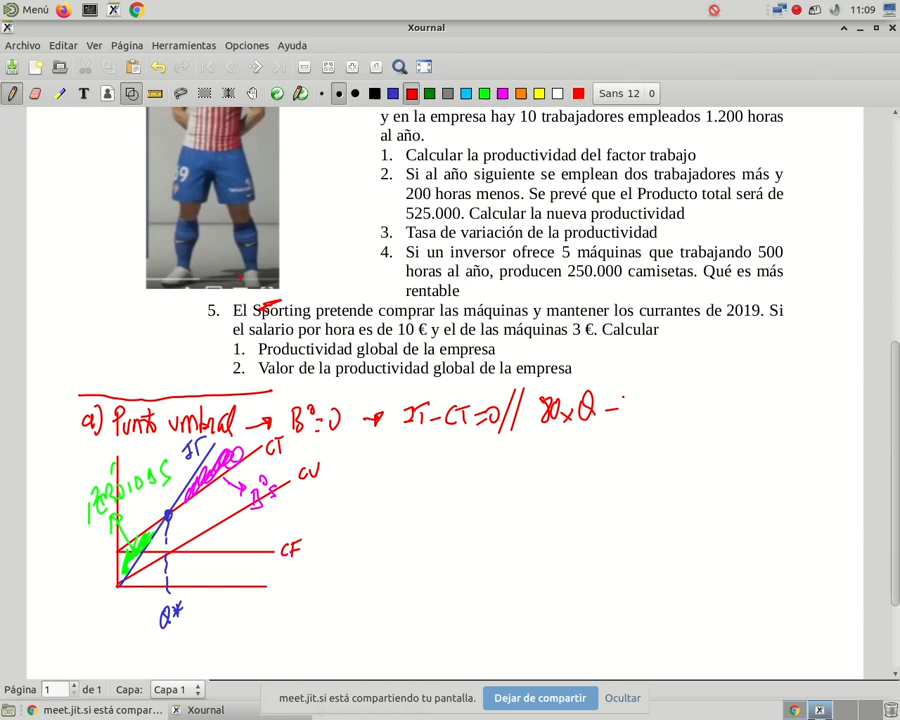 Menú 11:09
Xournal
Archivo Editar Ver Página Herramientas Opciones Ayuda
T Sans 12 0
y en la empresa hay 10 trabajadores empleados 1.200 horas
al año.
1. Calcular la productividad del factor trabajo
2. Si al año siguiente se emplean dos trabajadores más y
200 horas menos. Se prevé que el Producto total será de
525.000. Calcular la nueva productividad
3. Tasa de variación de la productividad
4. Si un inversor ofrece 5 máquinas que trabajando 500
horas al año, producen 250.000 camisetas. Qué es más
rentable
5. El Sporting pretende comprar las máquinas y mantener los currantes de 2019. Si
el salario por hora es de 10 € y el de las máquinas 3 €. Calcular
1. Productividad global de la empresa
2. Valor de la productividad global de la empresa
a) Punto umbral → Bº=0 → IT-CT=0// 80xQ -
IT CT
CU
Bºs
CF
Q*
Página 1 de 1 Capa: Capa 1
meet.jit.si está compartiendo tu pantalla. Dejar de compartir Ocultar
meet.jit.si está compar... Xournal